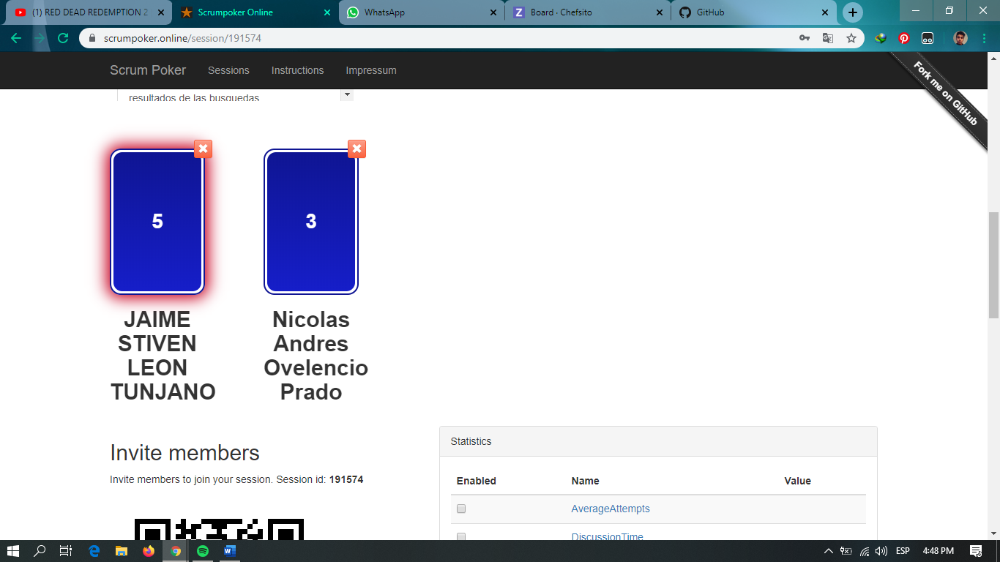 (1) RED DEAD REDEMPTION 2
Scrumpoker Online
WhatsApp
Board · Chefsito
GitHub
scrumpoker.online/session/191574
Scrum Poker
Sessions
Instructions
Impressum
Fork me on GitHub
resultados de las busquedas
5
3
JAIME
STIVEN
LEON
TUNJANO
Nicolas
Andres
Ovelencio
Prado
Invite members
Invite members to join your session. Session id: 191574
Statistics
Enabled
Name
Value
AverageAttempts
DiscussionTime
ESP
4:48 PM